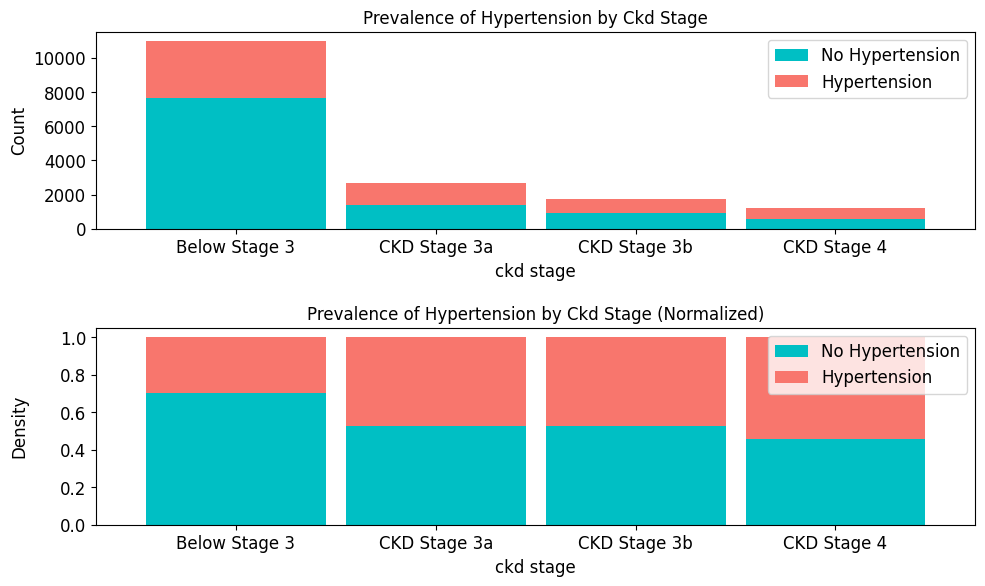 Prevalence of Hypertension by Ckd Stage
Count
10000
8000
6000
4000
2000
0
No Hypertension
Hypertension
Below Stage 3
CKD Stage 3a
CKD Stage 3b
CKD Stage 4
ckd stage
Prevalence of Hypertension by Ckd Stage (Normalized)
Density
1.0
0.8
0.6
0.4
0.2
0.0
No Hypertension
Hypertension
Below Stage 3
CKD Stage 3a
CKD Stage 3b
CKD Stage 4
ckd stage